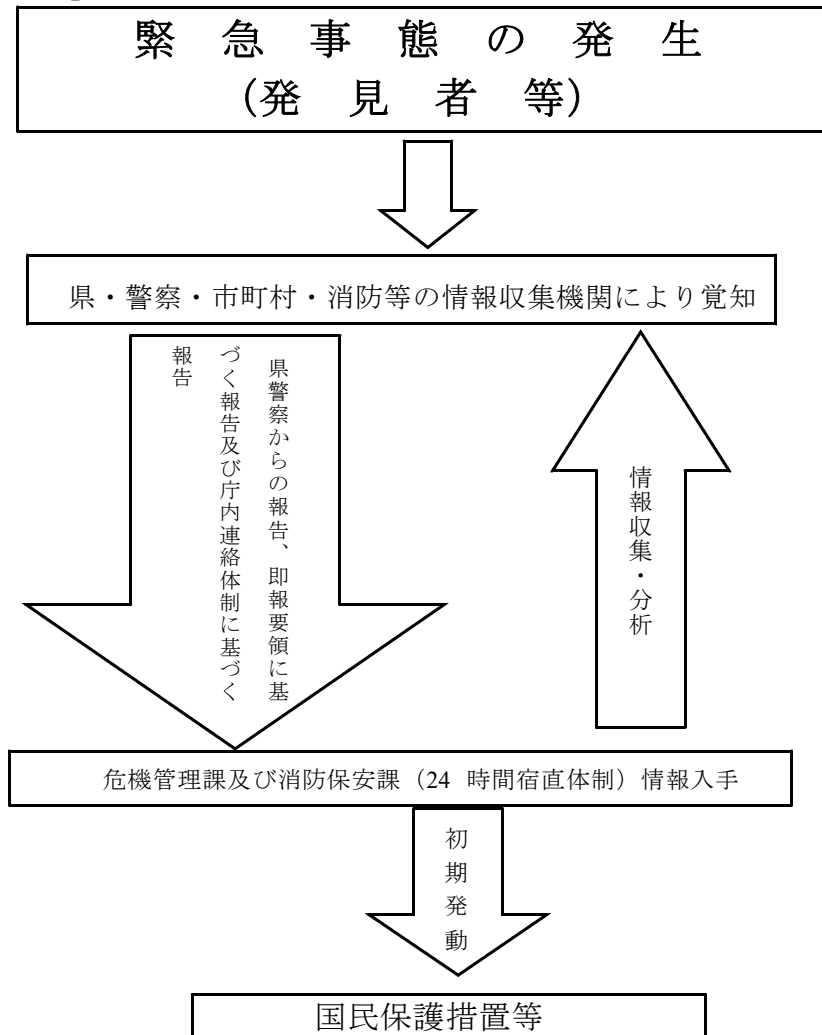 緊 急 事 態 の 発 生
(発 見 者 等)
県・警察・市町村・消防等の情報収集機関により覚知
県警察からの報告、即報要領に基
づく報告及び庁内連絡体制に基づく
報告
情報収集・分析
危機管理課及び消防保安課（24 時間宿直体制）情報入手
初期発動
国民保護措置等